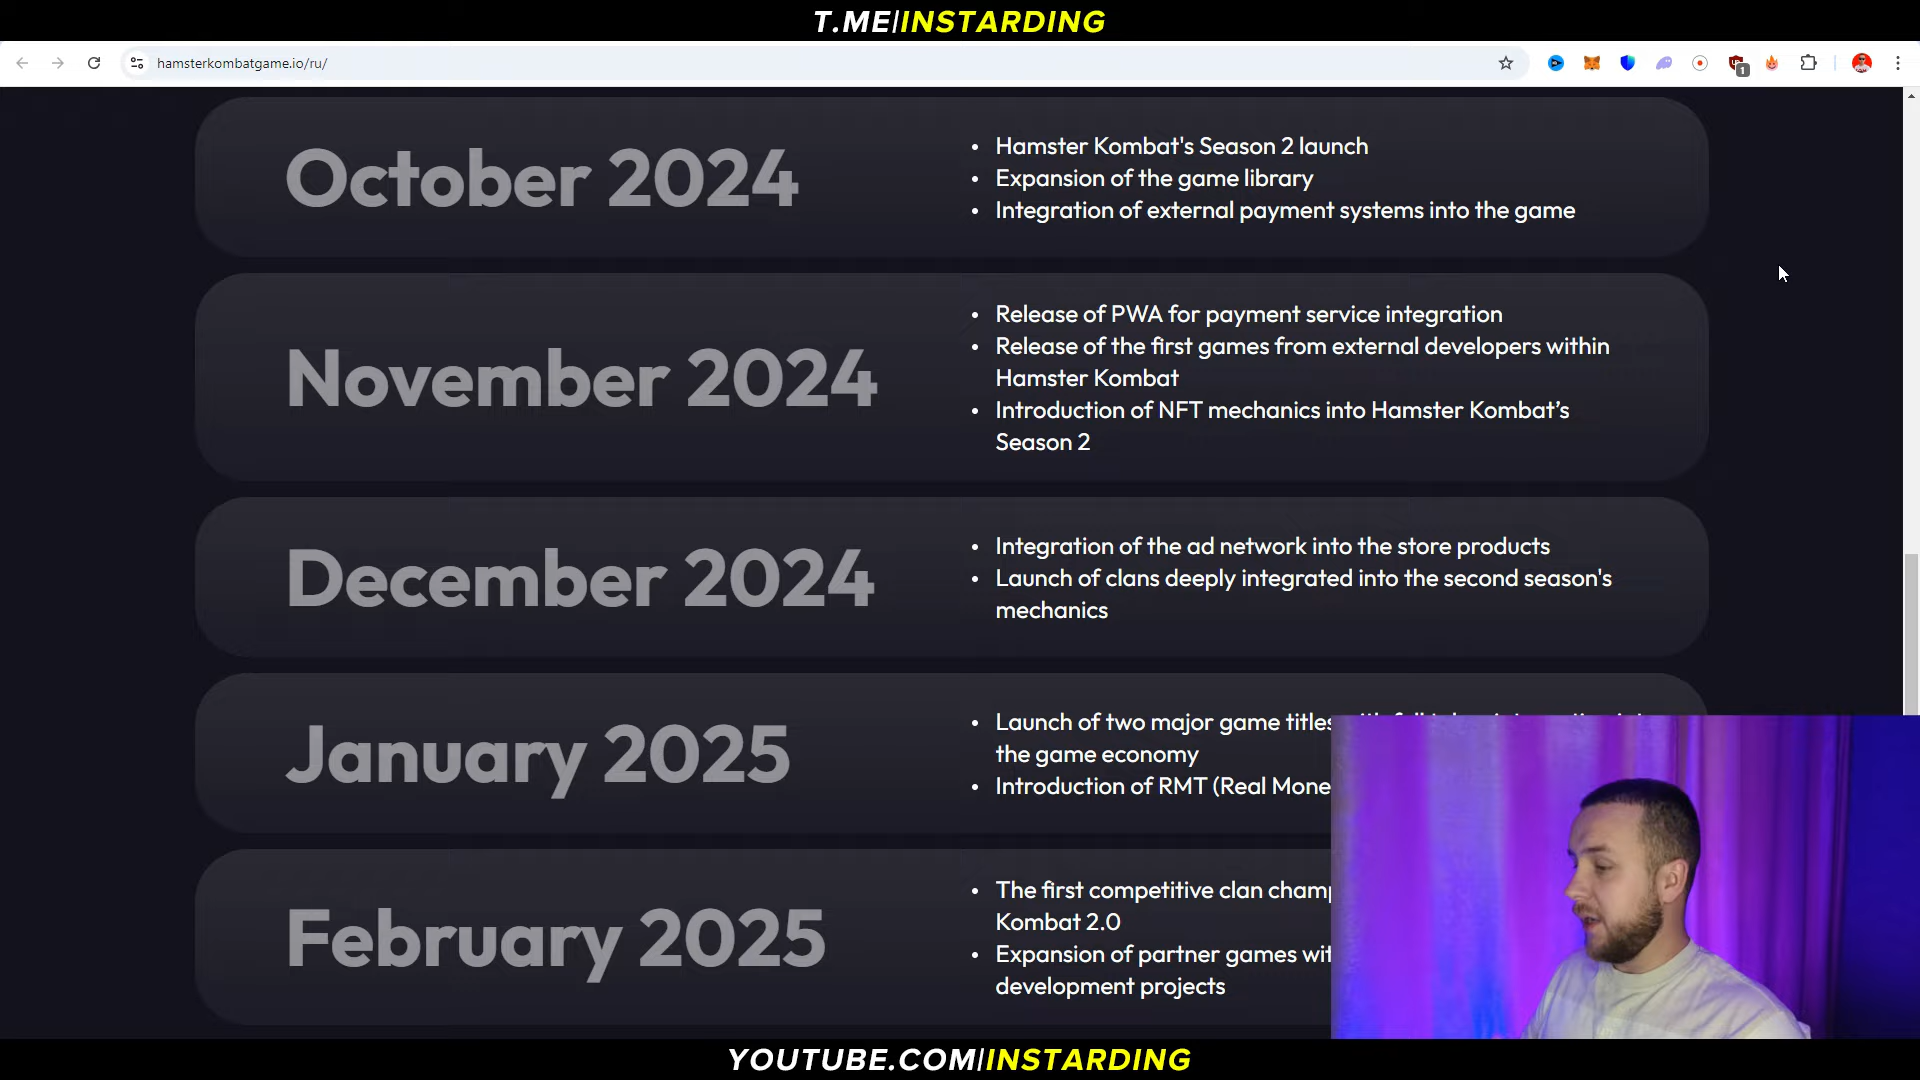 T.ME|INSTARDING
hamsterkombatgame.io/ru/
1
October 2024
• Hamster Kombat's Season 2 launch
• Expansion of the game library
• Integration of external payment systems into the game
November 2024
• Release of PWA for payment service integration
• Release of the first games from external developers within
Hamster Kombat
• Introduction of NFT mechanics into Hamster Kombat’s
Season 2
December 2024
• Integration of the ad network into the store products
• Launch of clans deeply integrated into the second season's
mechanics
January 2025
• Launch of two major game titles
the game economy
• Introduction of RMT (Real
February 2025
• The first competitive clan
Kombat 2.0
• Expansion of partner games
development projects
YOUTUBE.COM|INSTARDING